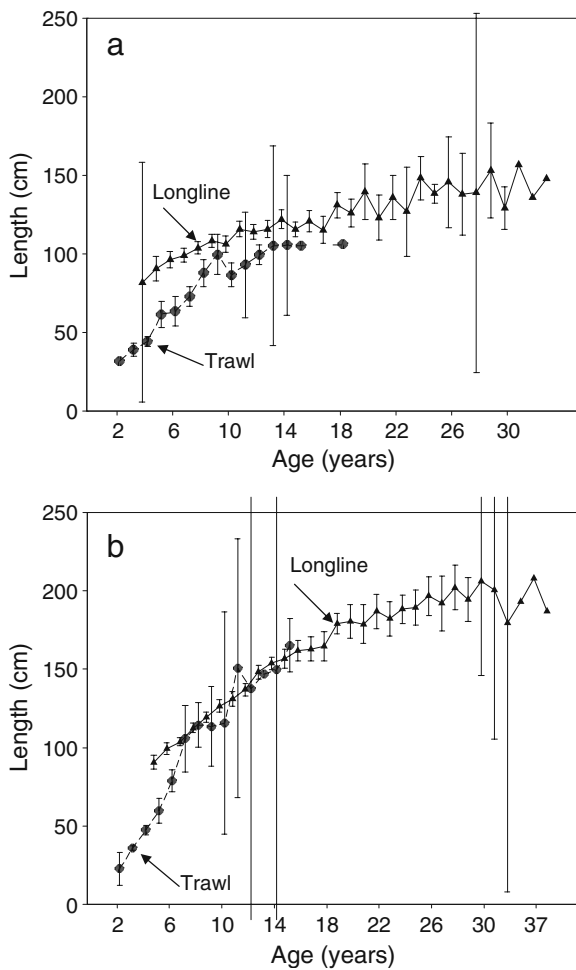 a
250
200
150
100
50
0
Length (cm)
Longline
Trawl
2 6 10 14 18 22 26 30
Age (years)
b
250
200
150
100
50
0
Length (cm)
Longline
Trawl
2 6 10 14 18 22 26 30 37
Age (years)